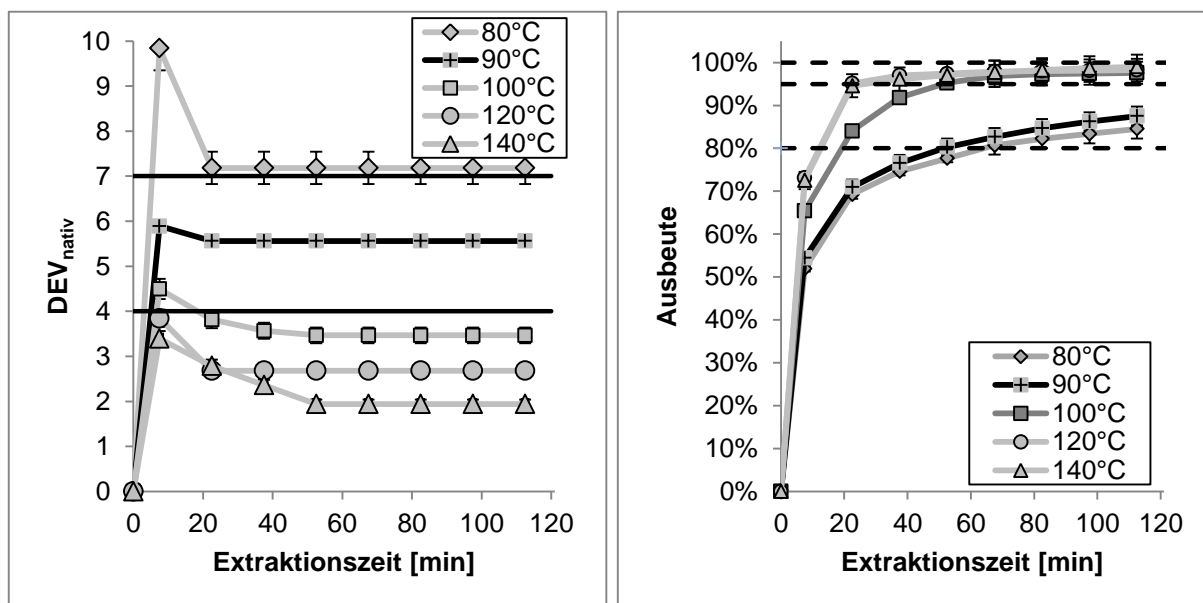 10
9
8
7
6
5
4
3
2
1
0
DEVnativ
0 20 40 60 80 100 120
Extraktionszeit [min]
80°C
90°C
100°C
120°C
140°C
100%
90%
80%
70%
60%
50%
40%
30%
20%
10%
0%
Ausbeute
0 20 40 60 80 100 120
Extraktionszeit [min]
80°C
90°C
100°C
120°C
140°C